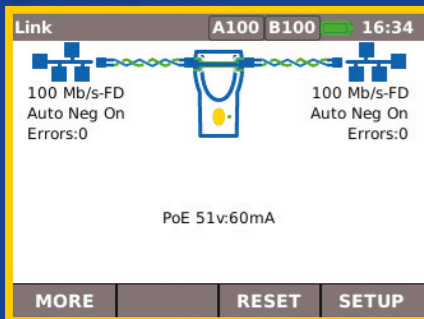 Link A100 B100 16:34
100 Mb/s-FD 100 Mb/s-FD
Auto Neg On Auto Neg On
Errors:0 Errors:0
PoE 51v:60mA
MORE RESET SETUP